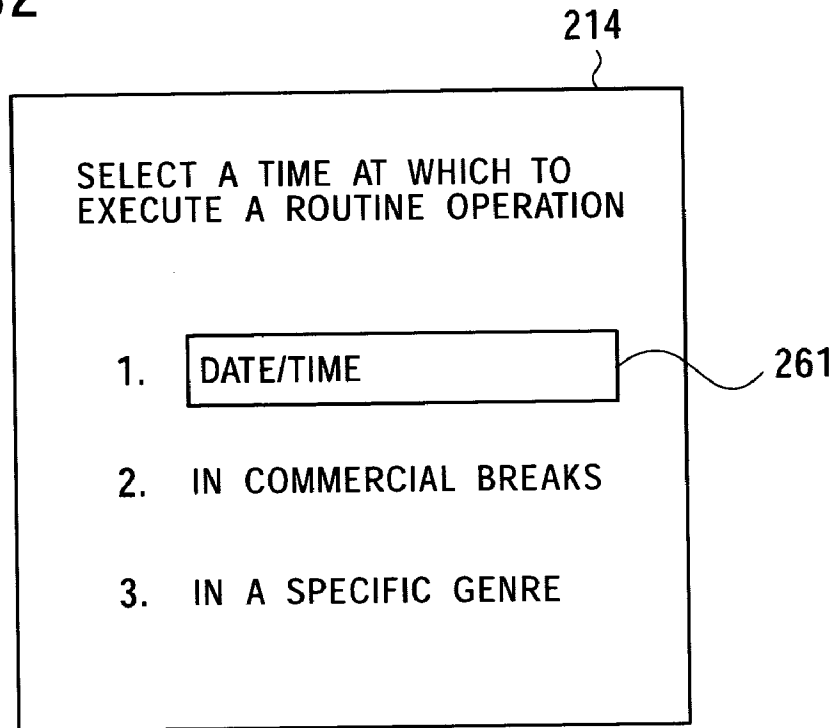 214
SELECT A TIME AT WHICH TO
EXECUTE A ROUTINE OPERATION
1. DATE/TIME
261
2. IN COMMERCIAL BREAKS
3. IN A SPECIFIC GENRE